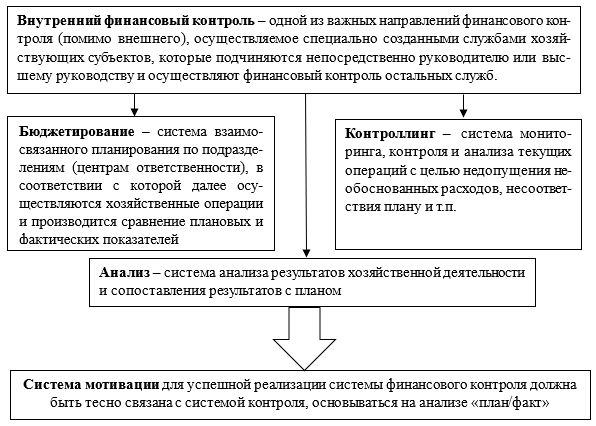 Внутренний финансовый контроль – одной из важных направлений финансового кон-
троля (помимо внешнего), осуществляемое специально созданными службами хозяй-
ствующих субъектов, которые подчиняются непосредственно руководителю или выс-
шему руководству и осуществляют финансовый контроль остальных служб.
Бюджетирование – система взаимо-
связанного планирования по подразде-
лениям (центрам ответственности), в
соответствии с которой далее осу-
ществляются хозяйственные операции
и производится сравнение плановых и
фактических показателей
Контроллинг – система монито-
ринга, контроля и анализа текущих
операций с целью недопущения не-
обоснованных расходов, несоответ-
ствия плану и т.п.
Анализ – система анализа результатов хозяйственной деятельности
и сопоставления результатов с планом
Система мотивации для успешной реализации системы финансового контроля должна
быть тесно связана с системой контроля, основываться на анализе «план/факт»